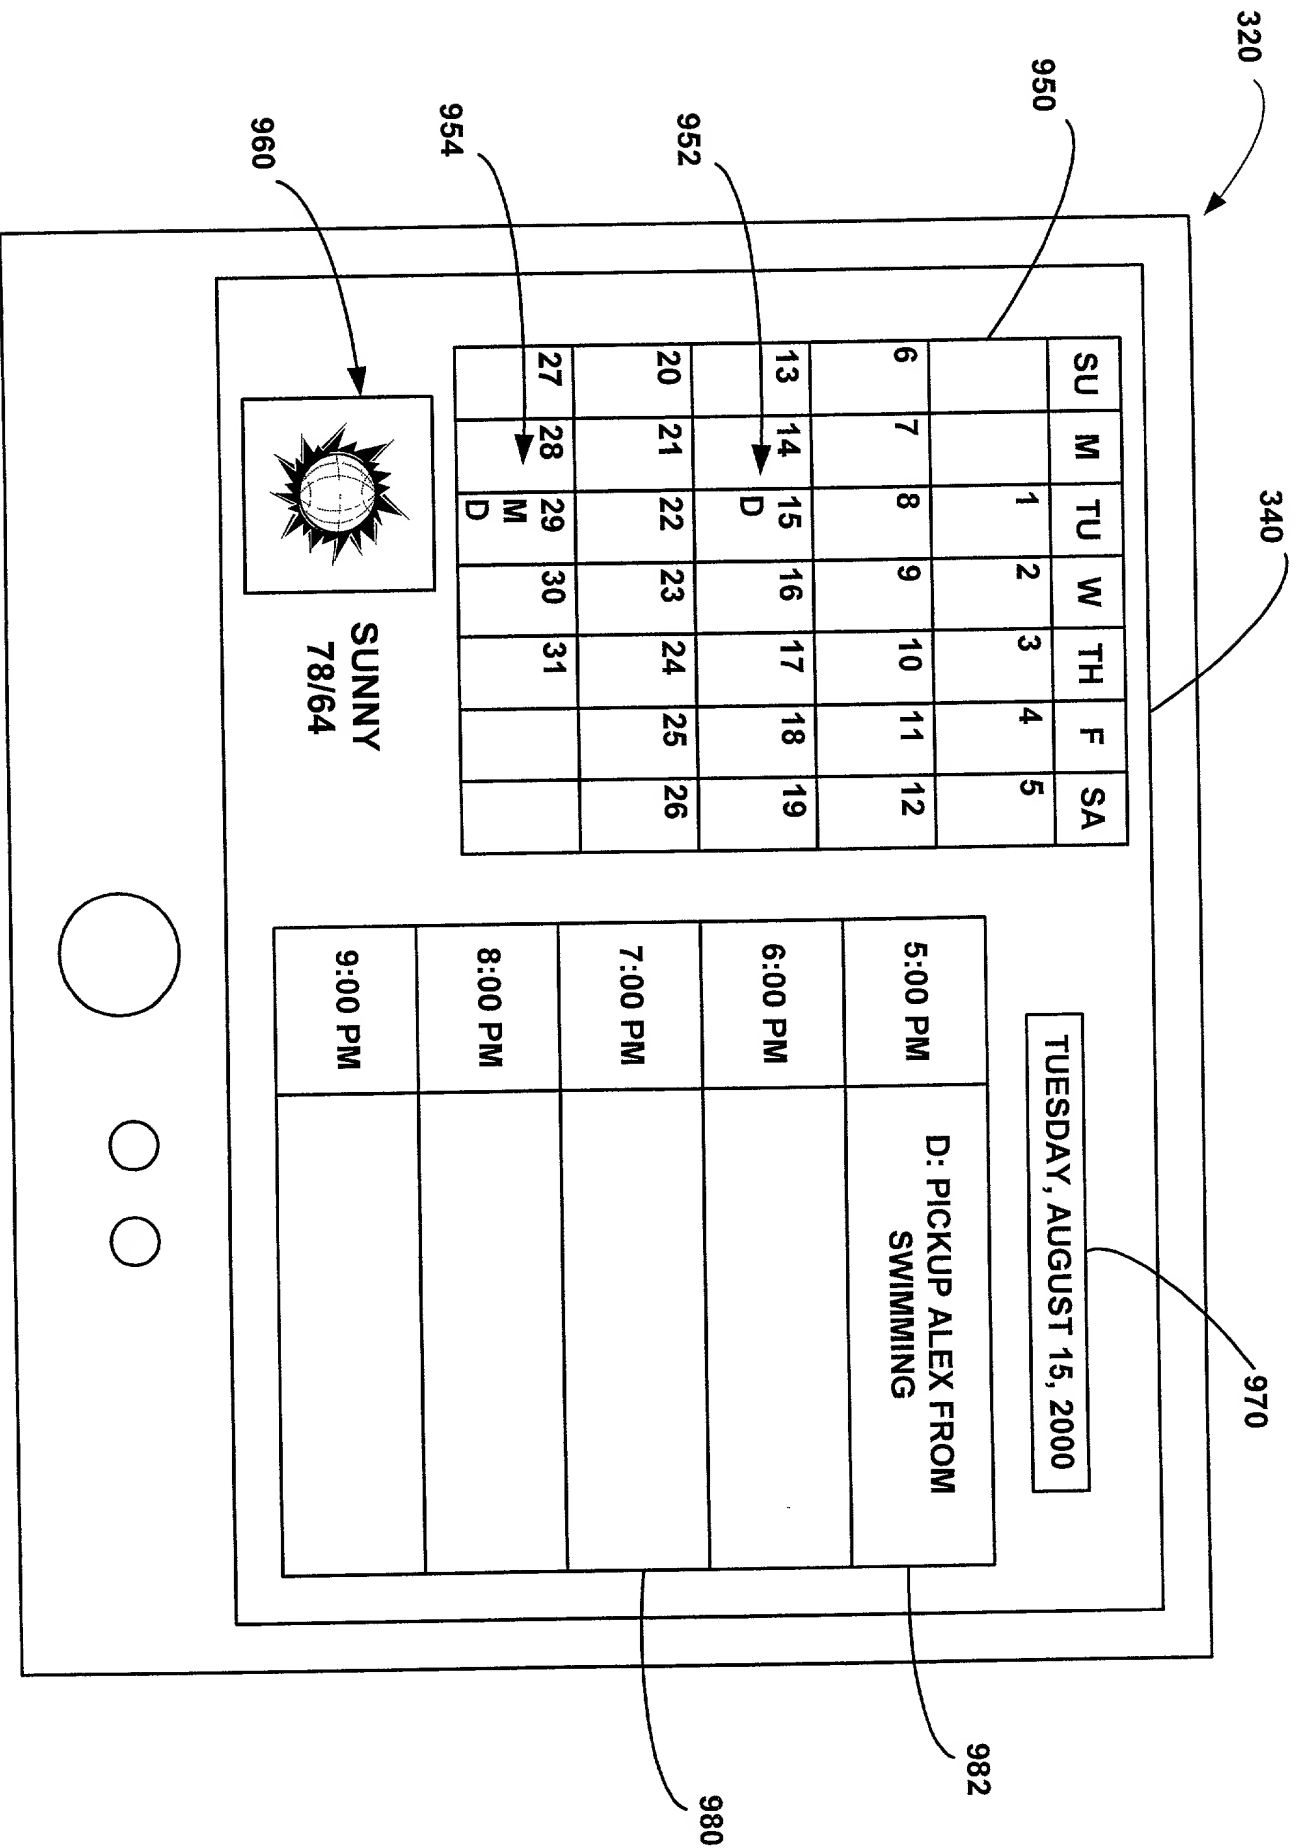 320
340
970
950
952
954
960
SU M TU W TH F SA
1 2 3 4 5
6 7 8 9 10 11 12
13 14 15 16 17 18 19
D
20 21 22 23 24 25 26
27 28 29 30 31
M
D
SUNNY
78/64
TUESDAY, AUGUST 15, 2000
5:00 PM
D: PICKUP ALEX FROM
SWIMMING
6:00 PM
7:00 PM
8:00 PM
9:00 PM
982
980